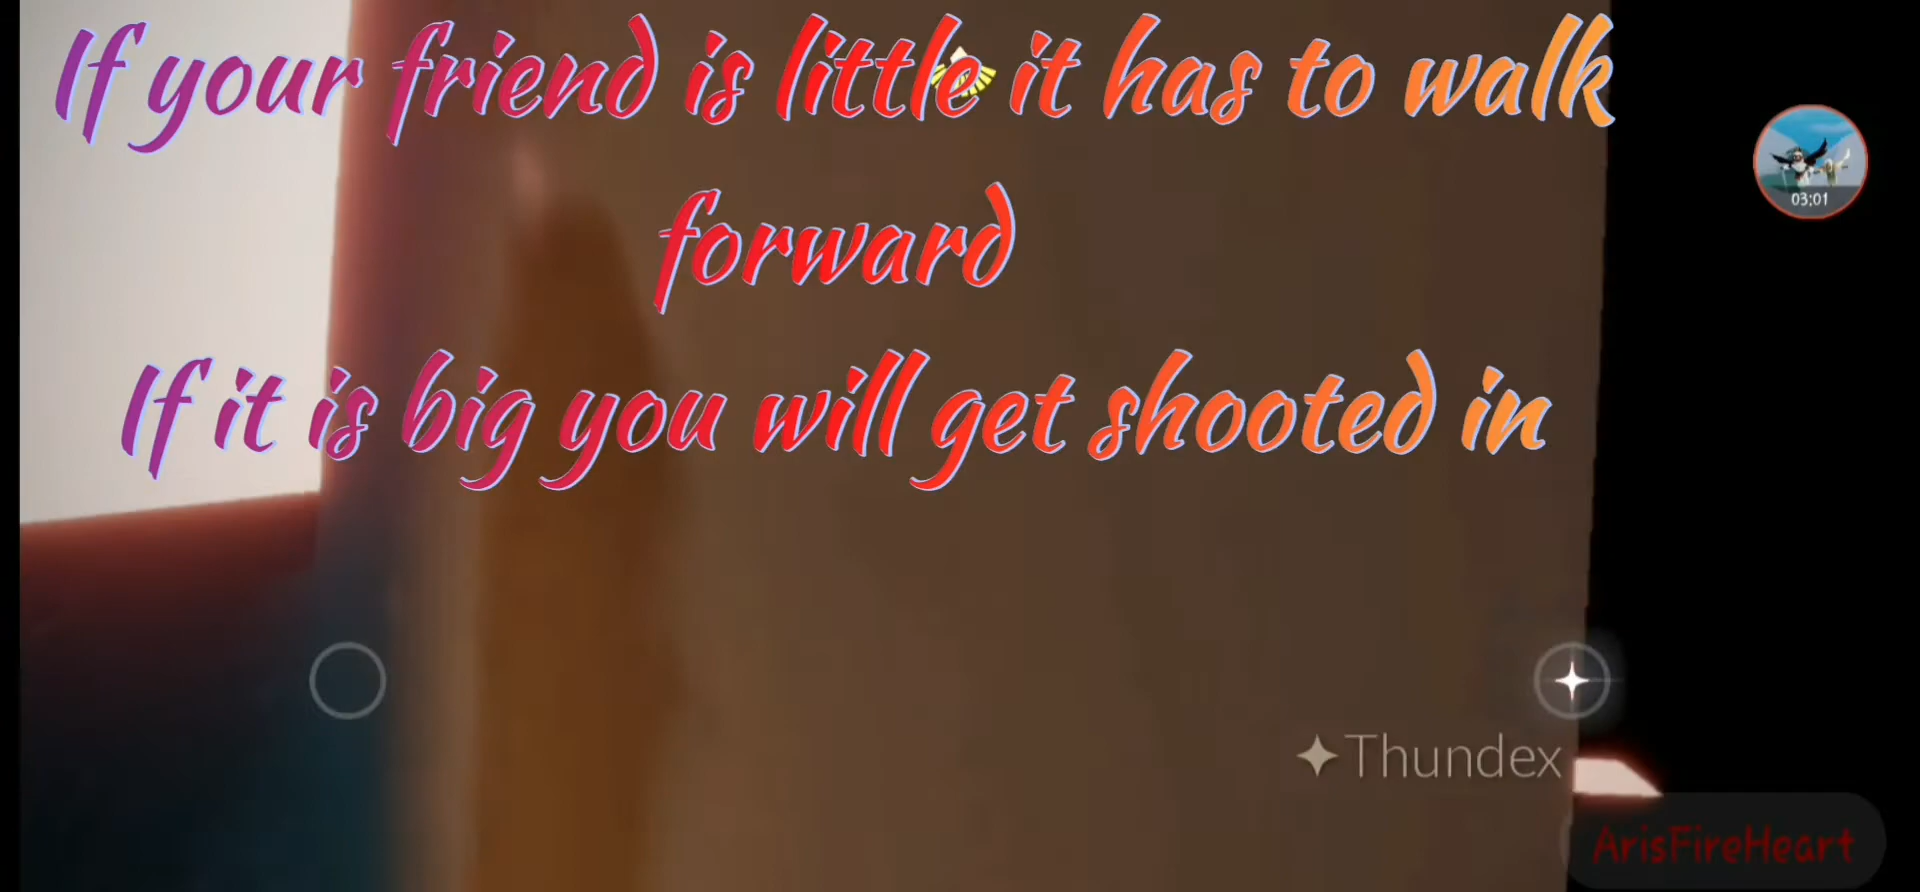 If your friend is little it has to walk
forward
If it is big you will get shooted in
03:01
Thundex
ArisFireHeart